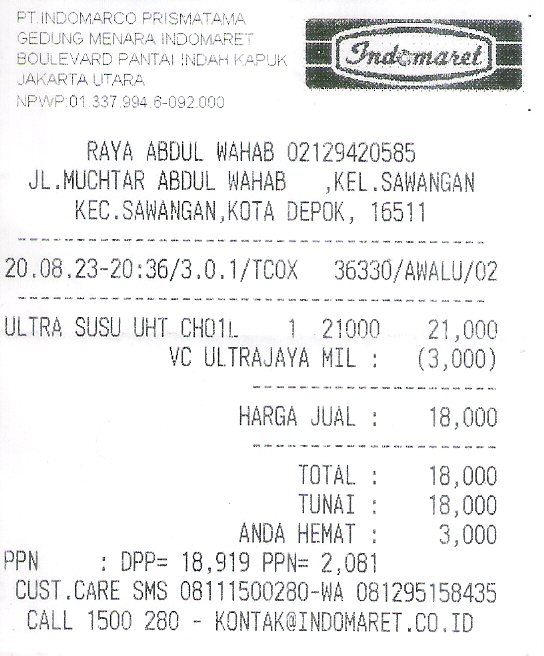 PT.INDOMARCO PRISMATAMA
GEDUNG MENARA INDOMARET
BOULEVARD PANTAI INDAH KAPUK
JAKARTA UTARA
NPWP:01.337.994.6-092.000
Indomaret
RAYA ABDUL WAHAB 02129420585
JL.MUCHTAR ABDUL WAHAB ,KEL.SAWANGAN
KEC.SAWANGAN,KOTA DEPOK, 16511
20.08.23-20:36/3.0.1/TCOX 36330/AWALU/02
ULTRA SUSU UHT CHO1L 1 21000 21,000
VC ULTRAJAYA MIL : (3,000)
HARGA JUAL : 18,000
TOTAL : 18,000
TUNAI : 18,000
ANDA HEMAT : 3,000
PPN : DPP= 18,919 PPN= 2,081
CUST.CARE SMS 08111500280-WA 081295158435
CALL 1500 280 - KONTAK@INDOMARET.CO.ID